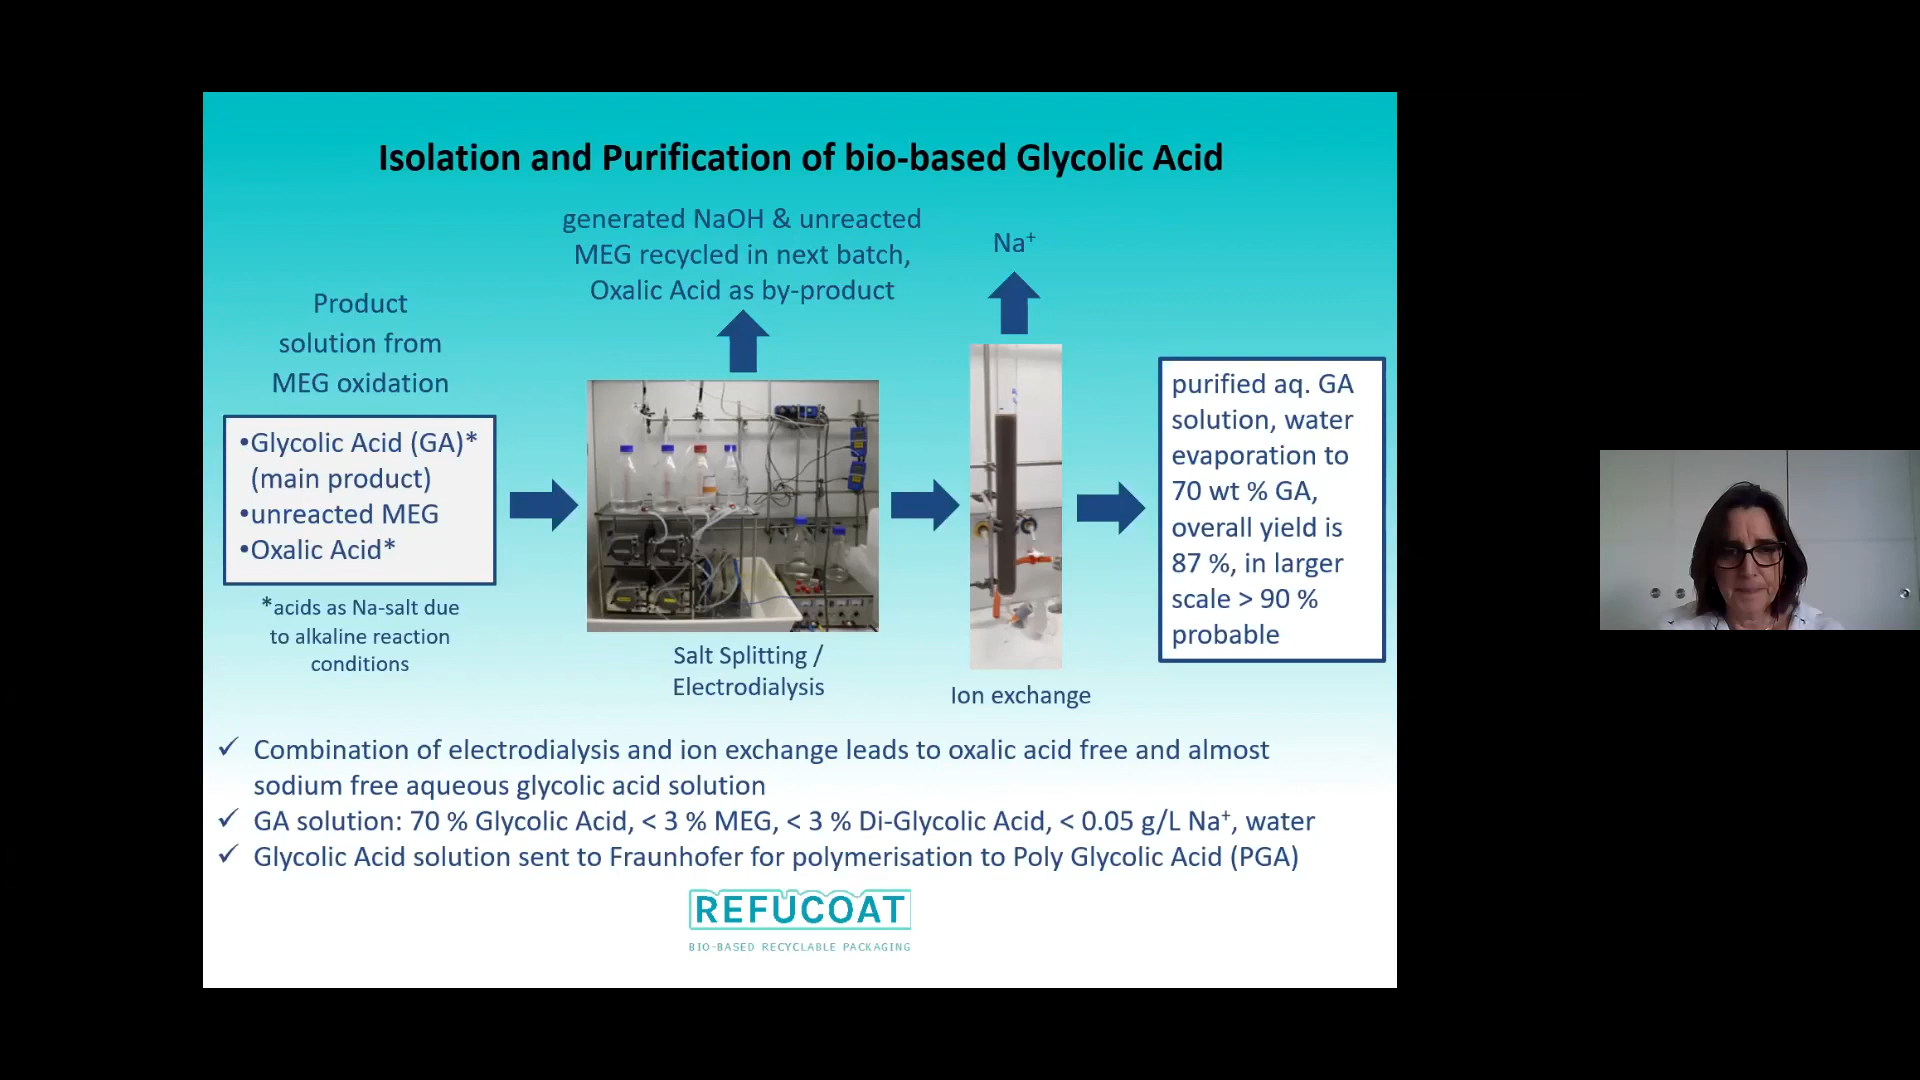 Isolation and Purification of bio-based Glycolic Acid
generated NaOH & unreacted
MEG recycled in next batch,
Oxalic Acid as by-product
Na⁺
Product
solution from
MEG oxidation
•Glycolic Acid (GA)*
(main product)
•unreacted MEG
•Oxalic Acid*
*acids as Na-salt due
to alkaline reaction
conditions
Salt Splitting /
Electrodialysis
Ion exchange
purified aq. GA
solution, water
evaporation to
70 wt % GA,
overall yield is
87 %, in larger
scale > 90 %
probable
✓ Combination of electrodialysis and ion exchange leads to oxalic acid free and almost
sodium free aqueous glycolic acid solution
✓ GA solution: 70 % Glycolic Acid, < 3 % MEG, < 3 % Di-Glycolic Acid, < 0.05 g/L Na⁺, water
✓ Glycolic Acid solution sent to Fraunhofer for polymerisation to Poly Glycolic Acid (PGA)
REFUCOAT
BIO-BASED RECYCLABLE PACKAGING